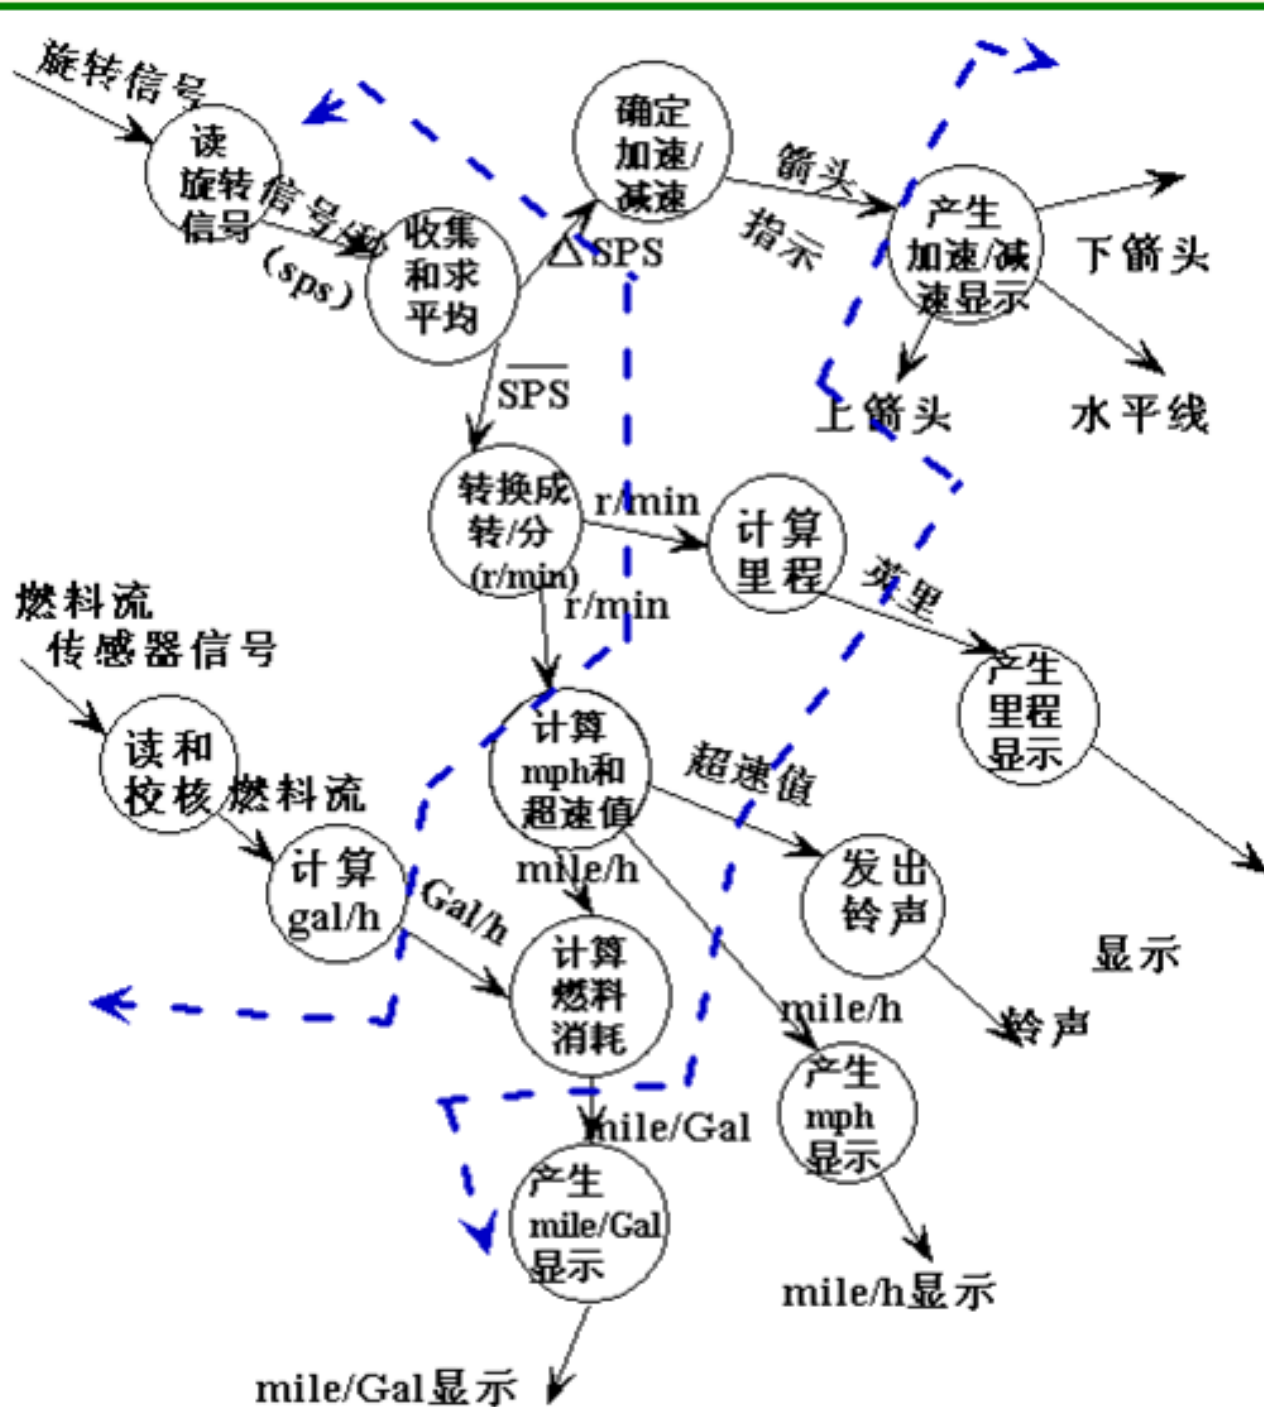 旋转信号
读
旋转
信号
信号/秒
(sps)
收集
和求
平均
△SPS
确定
加速/
减速
箭头
指示
产生
加速/减
速显示
下箭头
上箭头
水平线
SPS
转换成
转/分
(r/min)
r/min
计算
里程
英里
产生
里程
显示
显示
r/min
燃料流
传感器信号
读和
校核
燃料流
计算
gal/h
Gal/h
计算
mph和
超速值
超速值
发出
铃声
铃声
mile/h
计算
燃料
消耗
mile/h
产生
mph
显示
mile/h显示
mile/Gal
产生
mile/Gal
显示
mile/Gal显示